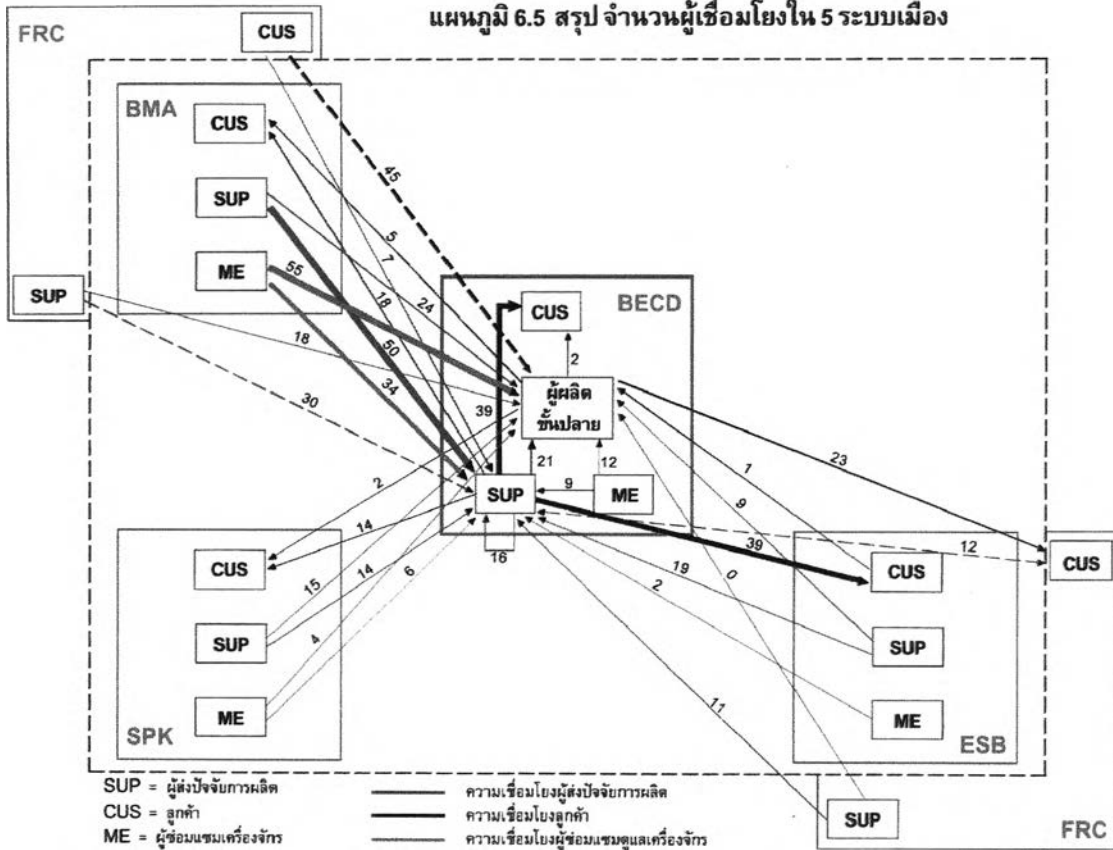 แผนภูมิ 6.5 สรุป จำนวนผู้เชื่อมโยงใน 5 ระบบเมือง
FRC
CUS
BMA
CUS
SUP
ME
SUP
45
5
7
55
24
18
50
34
18
30
BECD
CUS
2
ผู้ผลิต
ขั้นปลาย
39
21
12
SUP
9
ME
16
23
1
9
39
12
19
2
0
11
2
14
15
14
6
4
CUS
SUP
ME
SPK
CUS
SUP
ME
ESB
CUS
SUP
FRC
SUP = ผู้ส่งปัจจัยการผลิต
CUS = ลูกค้า
ME = ผู้ซ่อมแซมเครื่องจักร
ความเชื่อมโยงผู้ส่งปัจจัยการผลิต
ความเชื่อมโยงลูกค้า
ความเชื่อมโยงผู้ซ่อมแซมดูแลเครื่องจักร